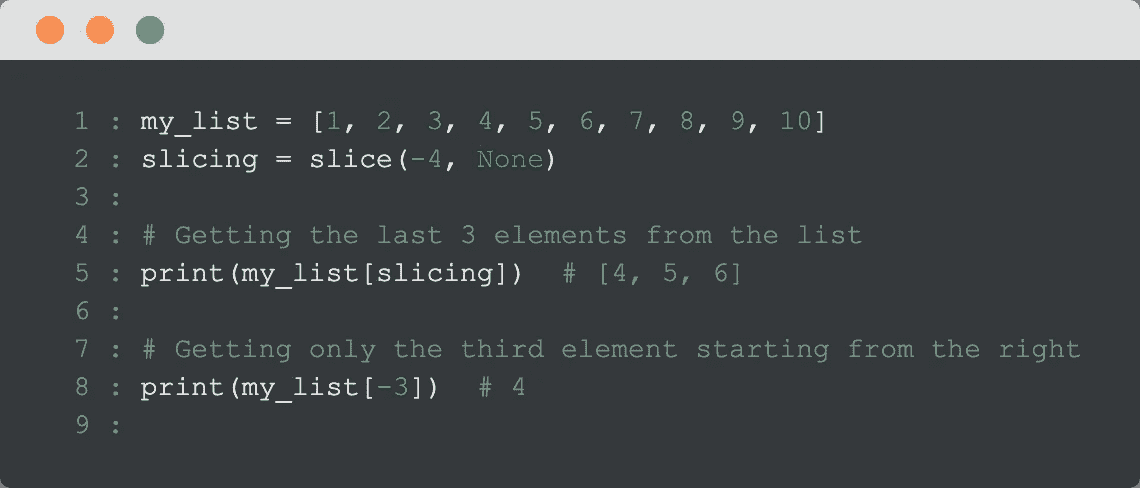 1 : my_list = [1, 2, 3, 4, 5, 6, 7, 8, 9, 10]
2 : slicing = slice(-4, None)
3 :
4 : # Getting the last 3 elements from the list
5 : print(my_list[slicing])  # [4, 5, 6]
6 :
7 : # Getting only the third element starting from the right
8 : print(my_list[-3])  # 4
9 :